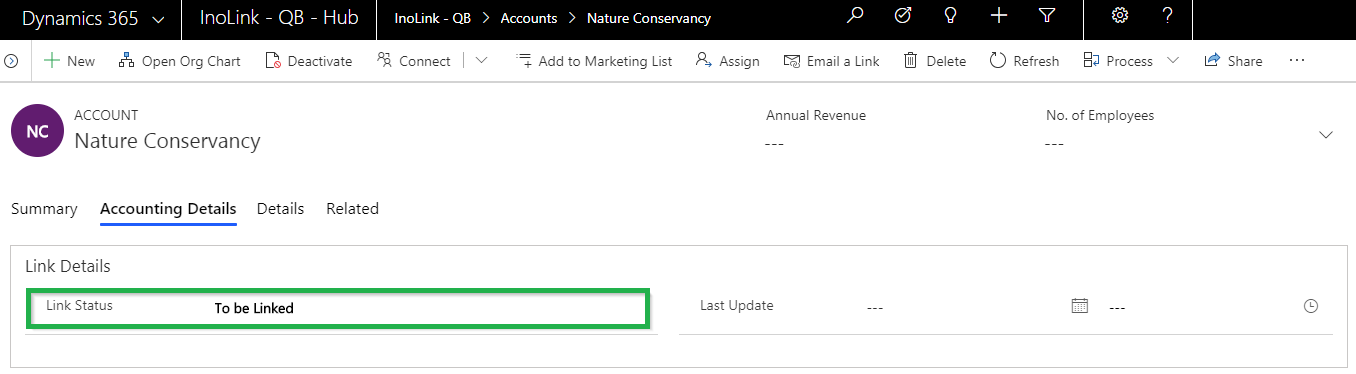 Dynamics 365 InoLink - QB - Hub InoLink - QB > Accounts > Nature Conservancy ?
+ New Open Org Chart Deactivate Connect Add to Marketing List Assign Email a Link Delete Refresh Process Share ...
NC
ACCOUNT
Nature Conservancy
Annual Revenue
---
No. of Employees
---
Summary Accounting Details Details Related
Link Details
Link Status To be Linked Last Update --- ---